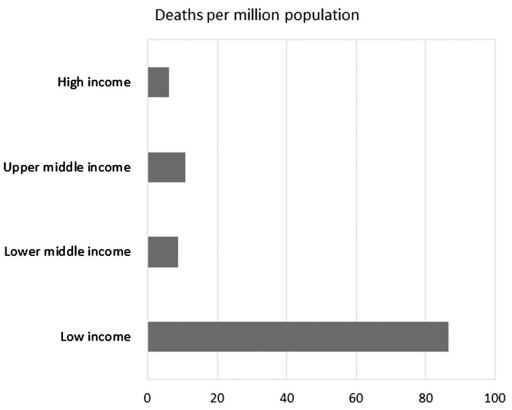 Deaths per million population
High income
Upper middle income
Lower middle income
Low income
0 20 40 60 80 100